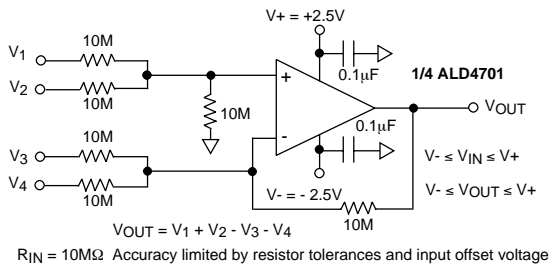 V+ = +2.5V
V1
10M
V2
10M
10M
+
-
0.1µF
1/4 ALD4701
VOUT
0.1µF
V3
10M
V4
10M
V- = - 2.5V
10M
V- ≤ VIN ≤ V+
V- ≤ VOUT ≤ V+
VOUT = V1 + V2 - V3 - V4
RIN = 10MΩ Accuracy limited by resistor tolerances and input offset voltage